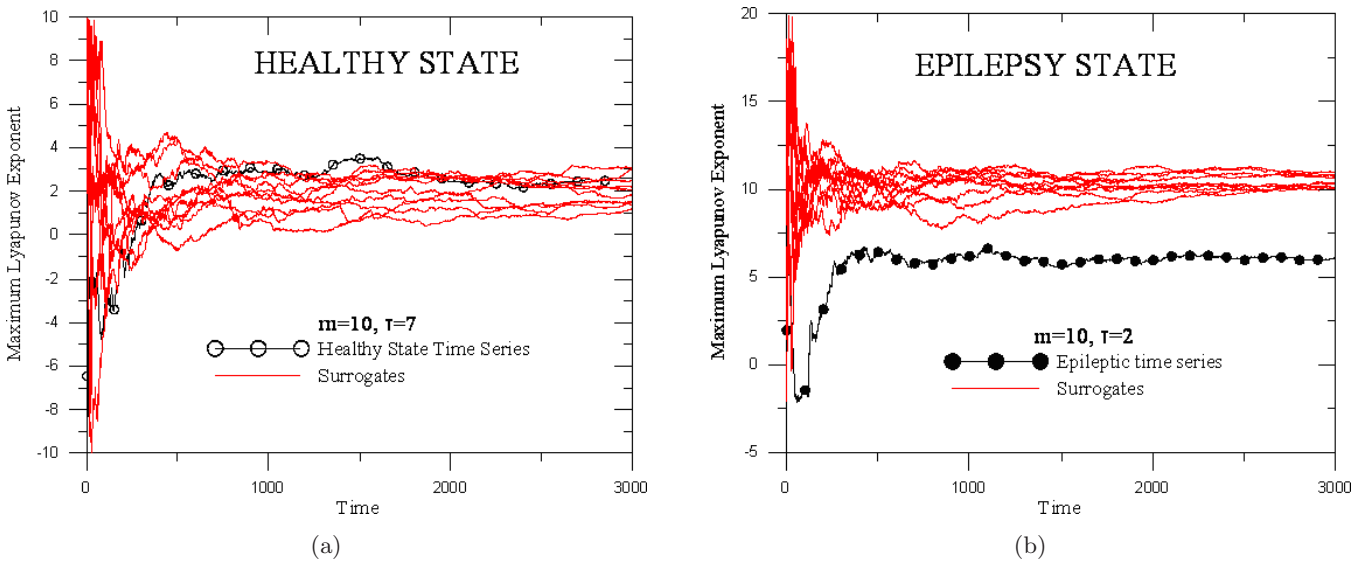 HEALTHY STATE
Maximum Lyapunov Exponent
10
8
6
4
2
0
-2
-4
-6
-8
-10
m=10, τ=7
Healthy State Time Series
Surrogates
0
1000
2000
3000
Time
(a)
EPILEPSY STATE
Maximum Lyapunov Exponent
20
15
10
5
0
-5
m=10, τ=2
Epileptic time series
Surrogates
0
1000
2000
3000
Time
(b)